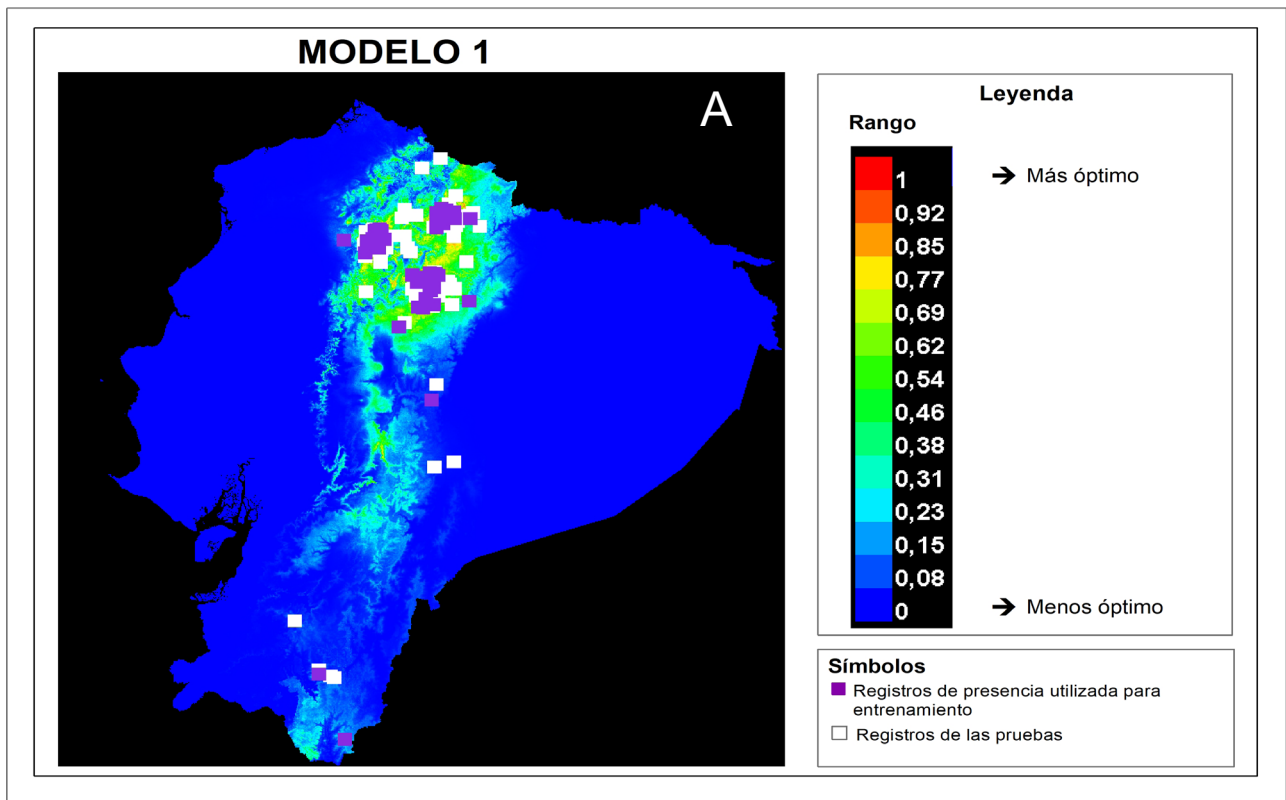 MODELO 1
A
Leyenda
Rango
1
0,92
0,85
0,77
0,69
0,62
0,54
0,46
0,38
0,31
0,23
0,15
0,08
0
Más óptimo
Menos óptimo
Símbolos
Registros de presencia utilizada para
entrenamiento
Registros de las pruebas